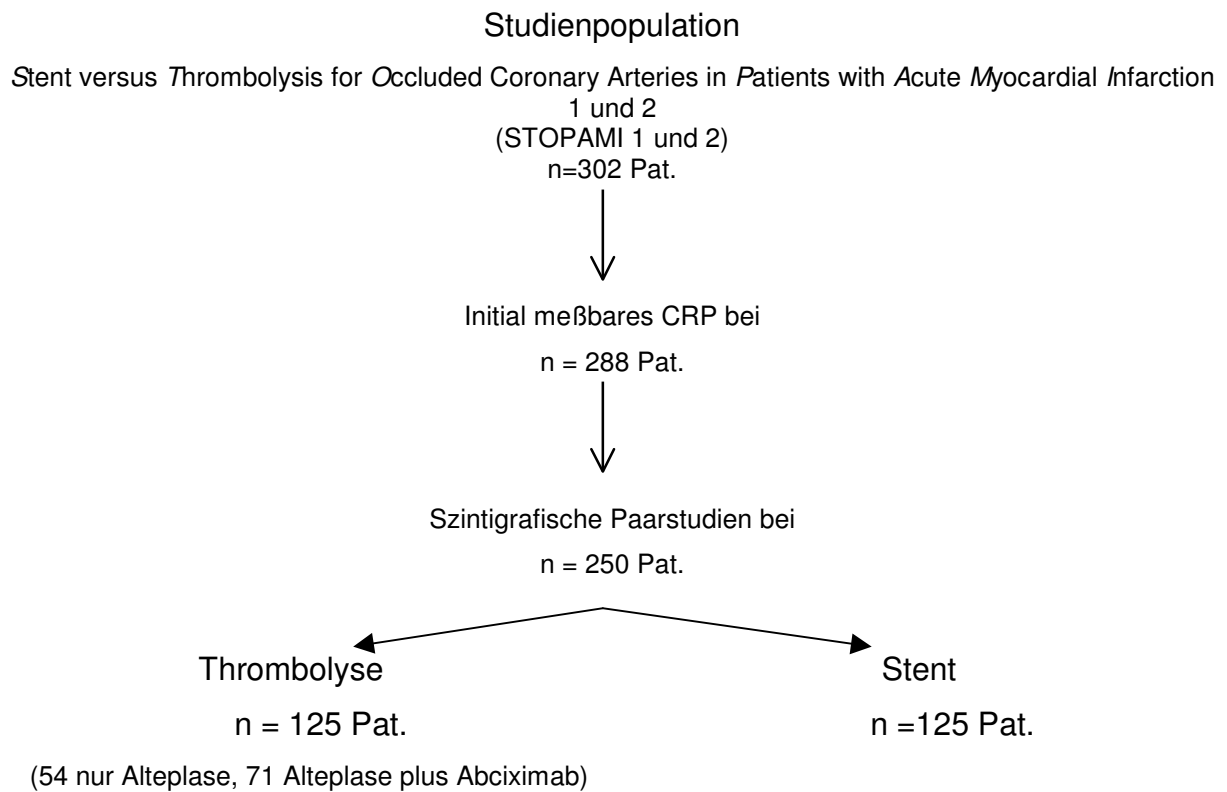 Studienpopulation
Stent versus Thrombolysis for Occluded Coronary Arteries in Patients with Acute Myocardial Infarction
1 und 2
(STOPAMI 1 und 2)
n=302 Pat.
Initial meßbares CRP bei
n = 288 Pat.
Szintigrafische Paarstudien bei
n = 250 Pat.
Thrombolyse
n = 125 Pat.
(54 nur Alteplase, 71 Alteplase plus Abciximab)
Stent
n =125 Pat.